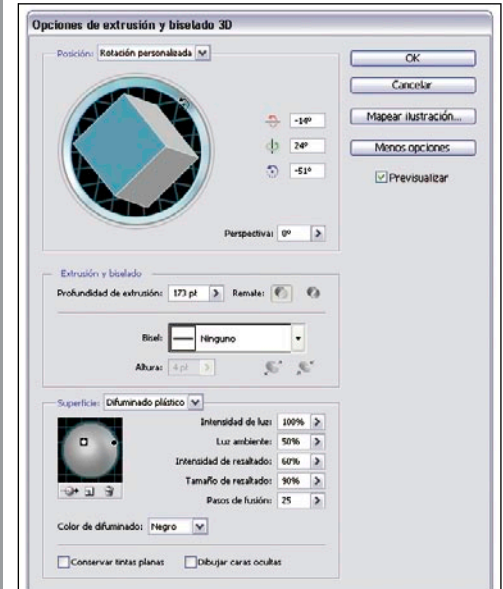 Opciones de extrusión y biselado 3D
Posición: Rotación personalizada
OK
Cancelar
Mapear ilustración...
Menos opciones
Previsualizar
-14º
24º
-51º
Perspectiva: 0º
Extrusión y biselado
Profundidad de extrusión: 173 pt Remate:
Bisel: Ninguno
Altura: 4 pt
Superficie: Difuminado plástico
Intensidad de luz: 100%
Luz ambiente: 50%
Intensidad de resaltado: 60%
Tamaño de resaltado: 90%
Pasos de fusión: 25
Color de difuminado: Negro
Conservar tintas planas Dibujar caras ocultas